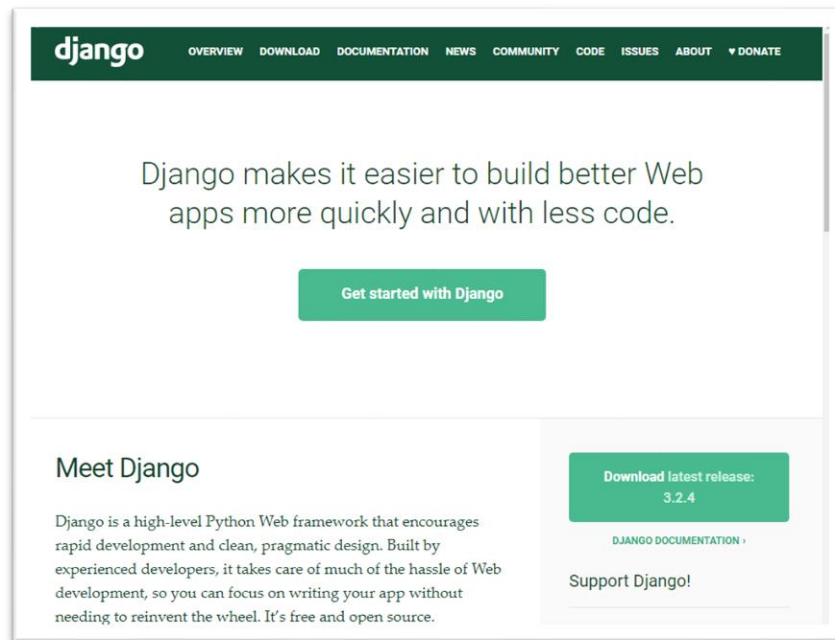 django OVERVIEW DOWNLOAD DOCUMENTATION NEWS COMMUNITY CODE ISSUES ABOUT ♥ DONATE
Django makes it easier to build better Web
apps more quickly and with less code.
Get started with Django
Meet Django
Django is a high-level Python Web framework that encourages
rapid development and clean, pragmatic design. Built by
experienced developers, it takes care of much of the hassle of Web
development, so you can focus on writing your app without
needing to reinvent the wheel. It’s free and open source.
Download latest release:
3.2.4
DJANGO DOCUMENTATION ›
Support Django!